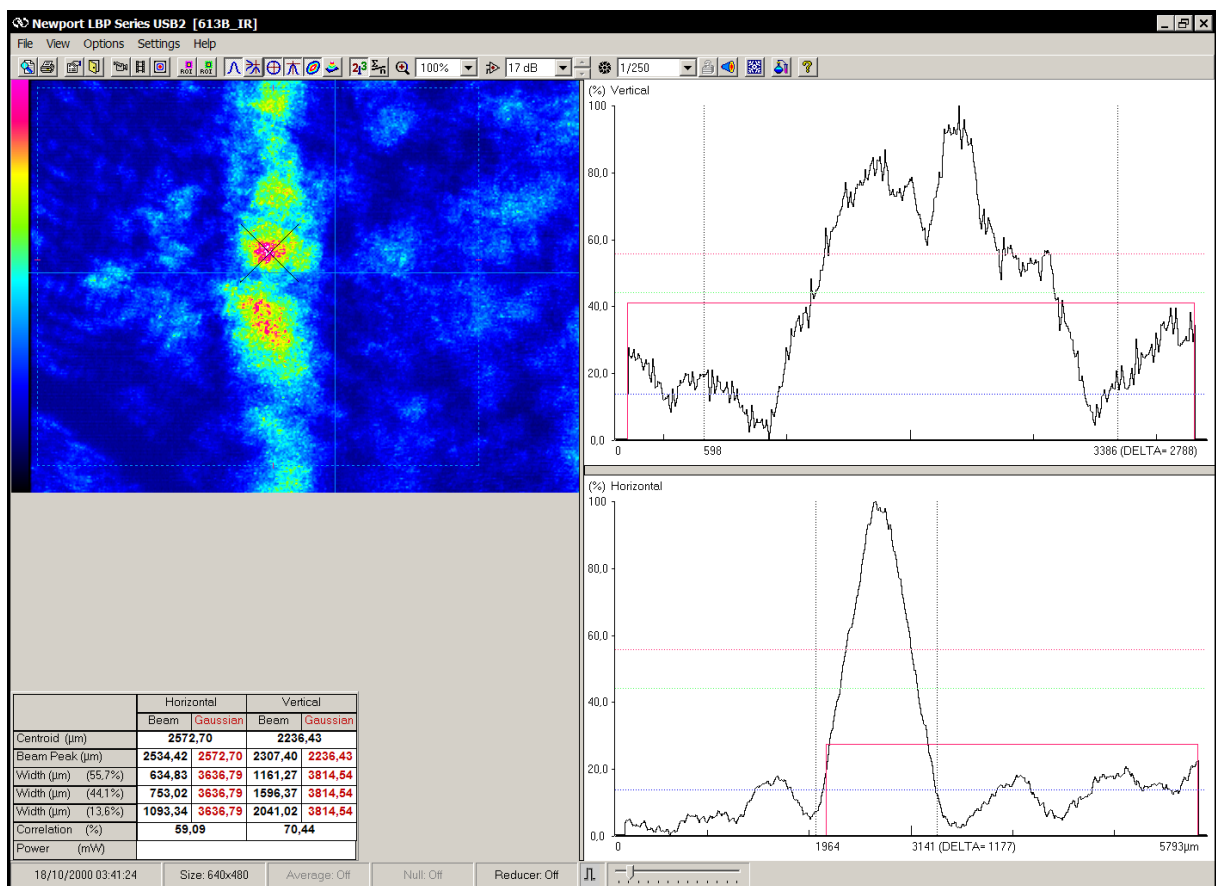 Newport LBP Series USB2 [613B_IR]
File View Options Settings Help
ROI ROI 2,3 Σ/n 100% 17 dB 1/250
(%) Vertical
100
80,0
60,0
40,0
20,0
0,0
0 598 3386 (DELTA= 2788)
(%) Horizontal
100
80,0
60,0
40,0
20,0
0,0
0 1964 3141 (DELTA= 1177) 5793µm
Horizontal Vertical
Beam Gaussian Beam Gaussian
Centroid (µm) 2572,70 2236,43
Beam Peak (µm) 2534,42 2572,70 2307,40 2236,43
Width (µm) (55,7%) 634,83 3636,79 1161,27 3814,54
Width (µm) (44,1%) 753,02 3636,79 1596,37 3814,54
Width (µm) (13,6%) 1093,34 3636,79 2041,02 3814,54
Correlation (%) 59,09 70,44
Power (mW)
18/10/2000 03:41:24 Size: 640x480 Average: Off Null: Off Reducer: Off